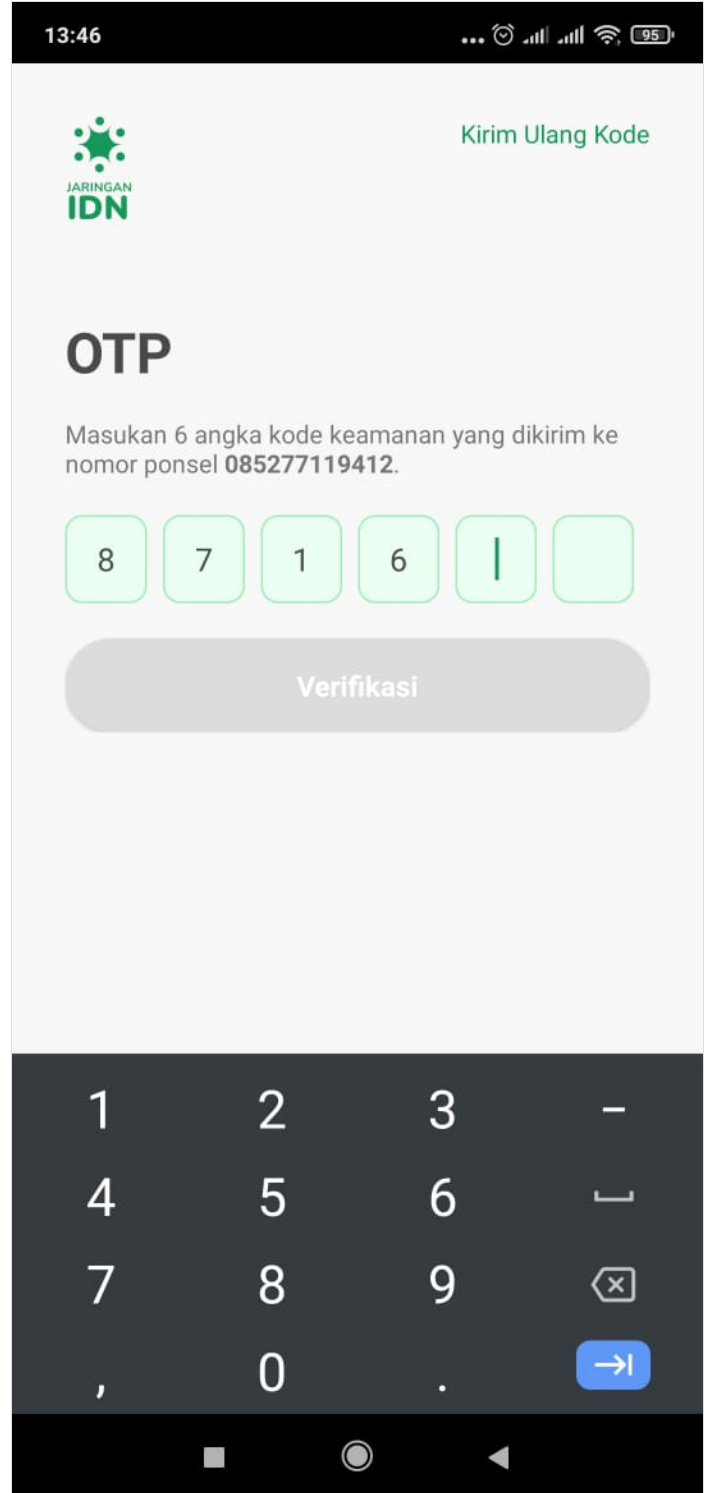 13:46
95
Kirim Ulang Kode
JARINGAN
IDN
OTP
Masukan 6 angka kode keamanan yang dikirim ke
nomor ponsel 085277119412.
8 7 1 6
Verifikasi
1 2 3 -
4 5 6
7 8 9
, 0 .